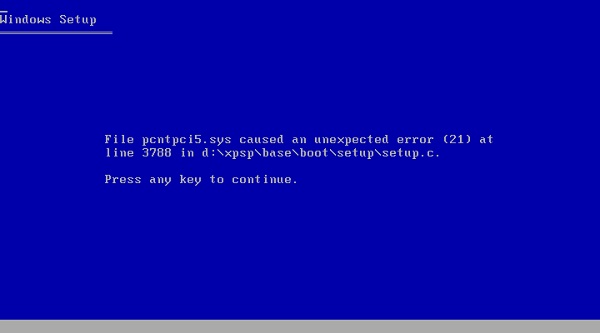 Windows Setup
File pcntpci5.sys caused an unexpected error (21) at
line 3788 in d:\xpsp\base\boot\setup\setup.c.
Press any key to continue.